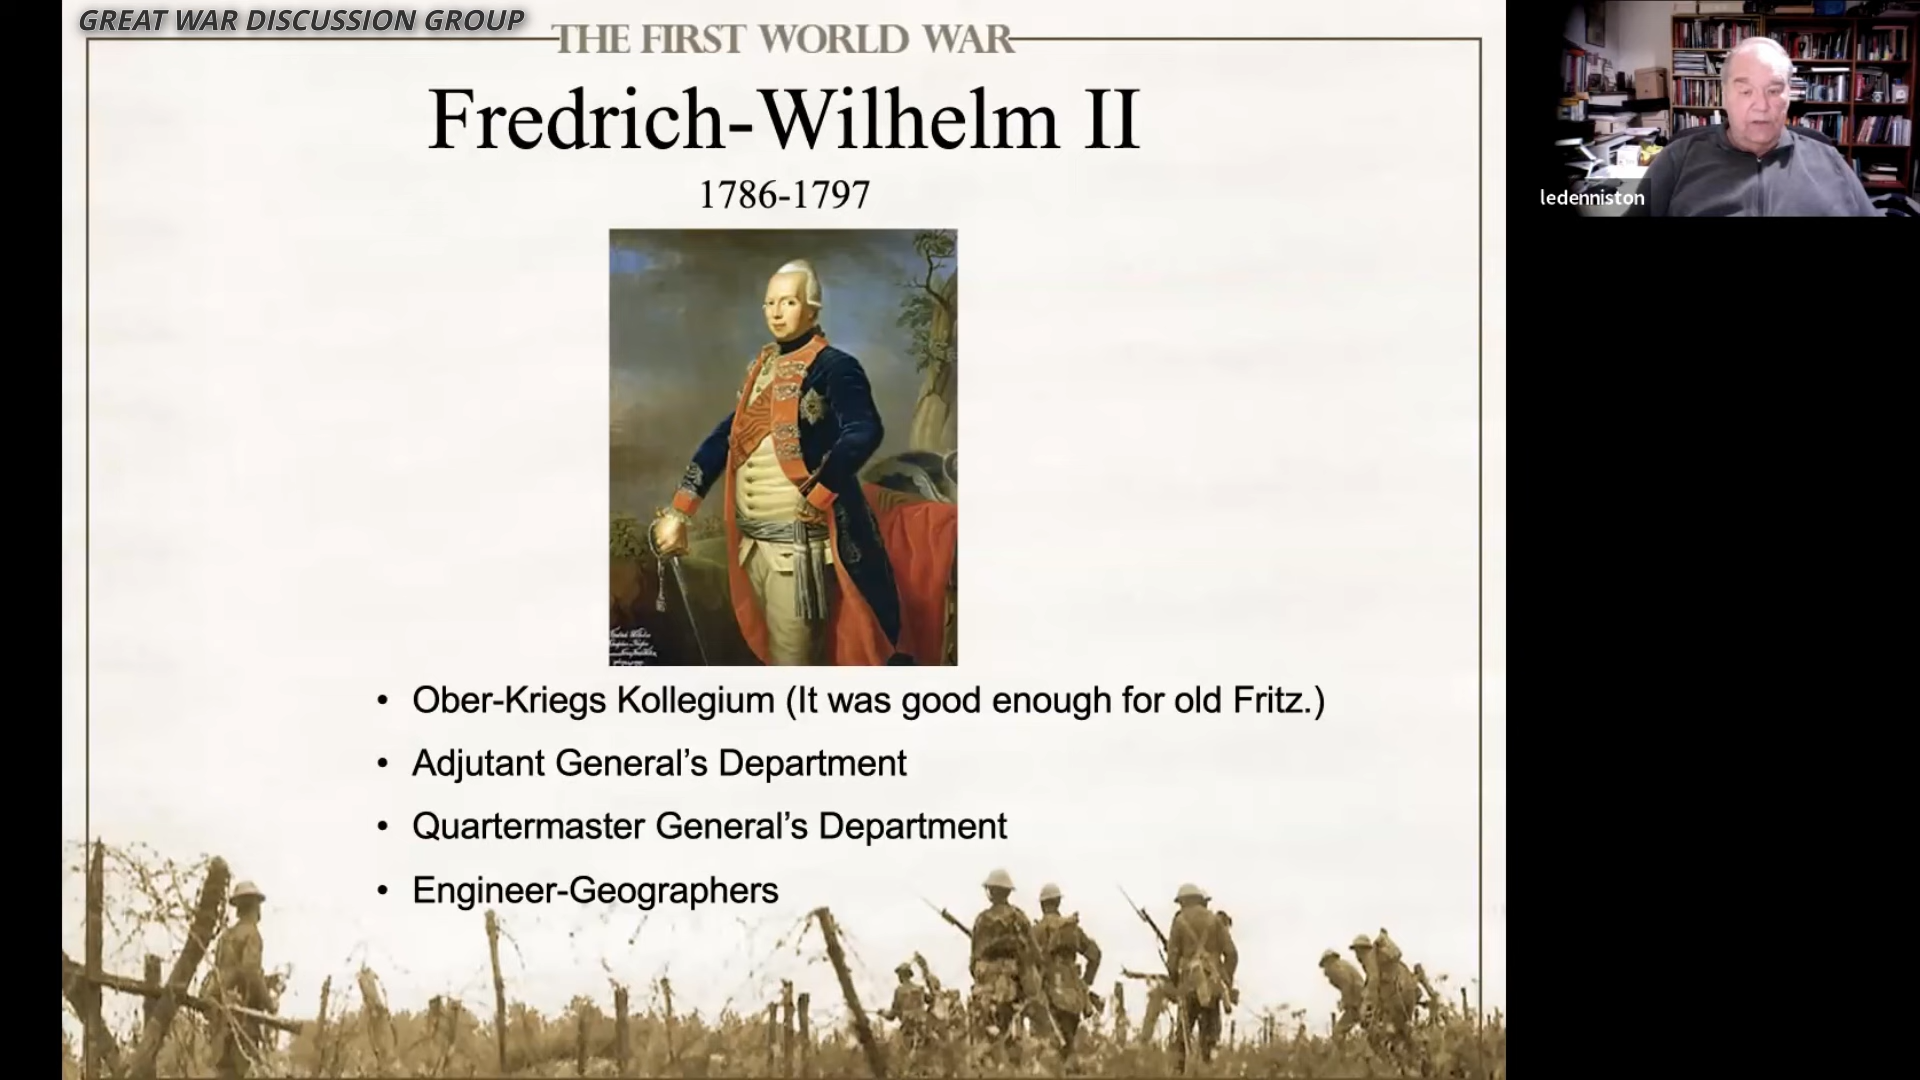 GREAT WAR DISCUSSION GROUP
THE FIRST WORLD WAR
Fredrich-Wilhelm II
1786-1797
• Ober-Kriegs Kollegium (It was good enough for old Fritz.)
• Adjutant General’s Department
• Quartermaster General’s Department
• Engineer-Geographers
ledenniston